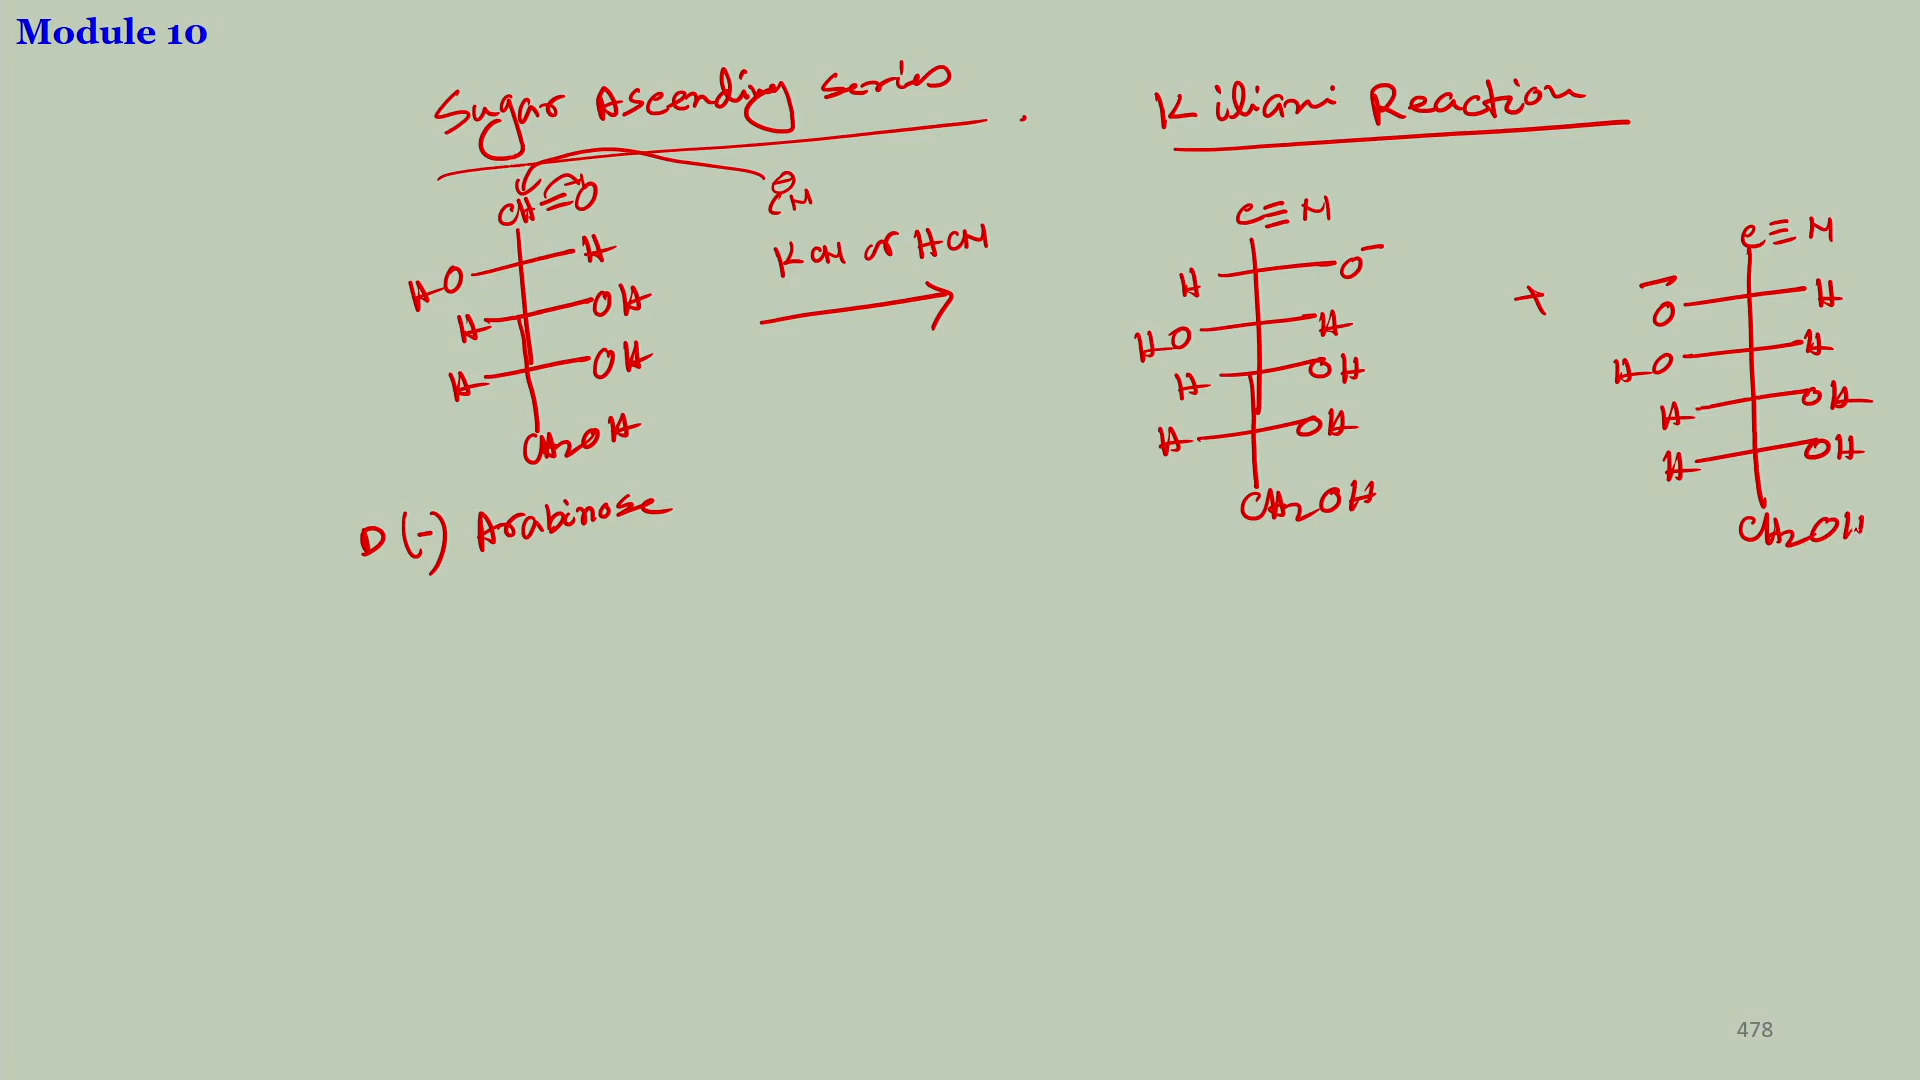 Module 10
Sugar Ascending Series .
Kiliani Reaction
CH=O
HO H
H OH
H OH
CH2OH
D (-) Arabinose
⊖
CN
KCN or HCN
C≡N
H O-
HO H
H OH
H OH
CH2OH
+
C≡N
-O H
HO H
H OH
H OH
CH2OH
478